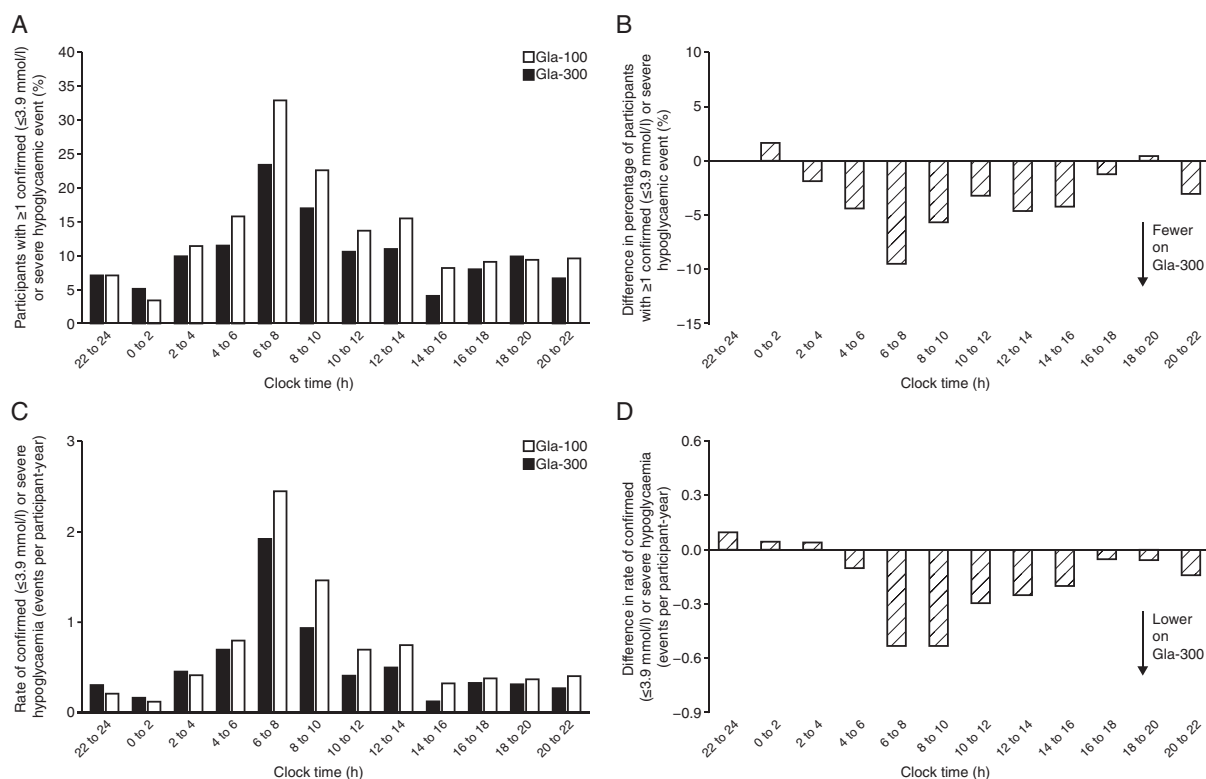 A
Participants with ≥1 confirmed (≤3.9 mmol/l)
or severe hypoglycaemic event (%)
40
35
30
25
20
15
10
5
0
Gla-100
Gla-300
22 to 24
0 to 2
2 to 4
4 to 6
6 to 8
8 to 10
10 to 12
12 to 14
14 to 16
16 to 18
18 to 20
20 to 22
Clock time (h)
B
Difference in percentage of participants
with ≥1 confirmed (≤3.9 mmol/l) or severe
hypoglycaemic event (%)
10
5
0
−5
−10
−15
Fewer
on
Gla-300
22 to 24
0 to 2
2 to 4
4 to 6
6 to 8
8 to 10
10 to 12
12 to 14
14 to 16
16 to 18
18 to 20
20 to 22
Clock time (h)
C
Rate of confirmed (≤3.9 mmol/l) or severe
hypoglycaemia (events per participant-year)
3
2
1
0
Gla-100
Gla-300
22 to 24
0 to 2
2 to 4
4 to 6
6 to 8
8 to 10
10 to 12
12 to 14
14 to 16
16 to 18
18 to 20
20 to 22
Clock time (h)
D
Difference in rate of confirmed
(≤3.9 mmol/l) or severe hypoglycaemia
(events per participant-year)
0.6
0.3
0.0
−0.3
−0.6
−0.9
Lower
on
Gla-300
22 to 24
0 to 2
2 to 4
4 to 6
6 to 8
8 to 10
10 to 12
12 to 14
14 to 16
16 to 18
18 to 20
20 to 22
Clock time (h)